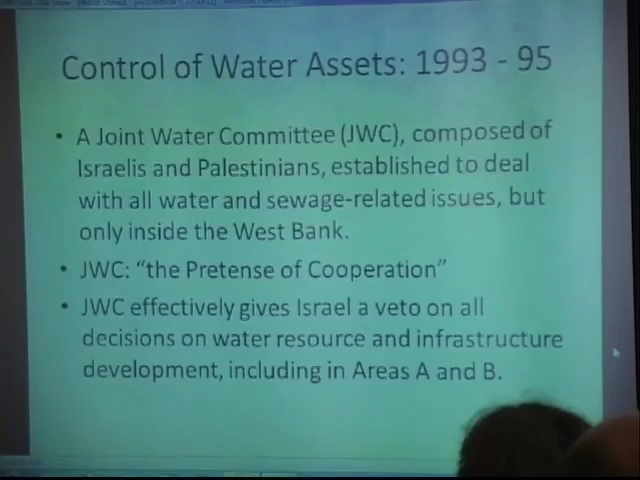 Control of Water Assets: 1993 - 95
• A Joint Water Committee (JWC), composed of
Israelis and Palestinians, established to deal
with all water and sewage-related issues, but
only inside the West Bank.
• JWC: “the Pretense of Cooperation”
• JWC effectively gives Israel a veto on all
decisions on water resource and infrastructure
development, including in Areas A and B.